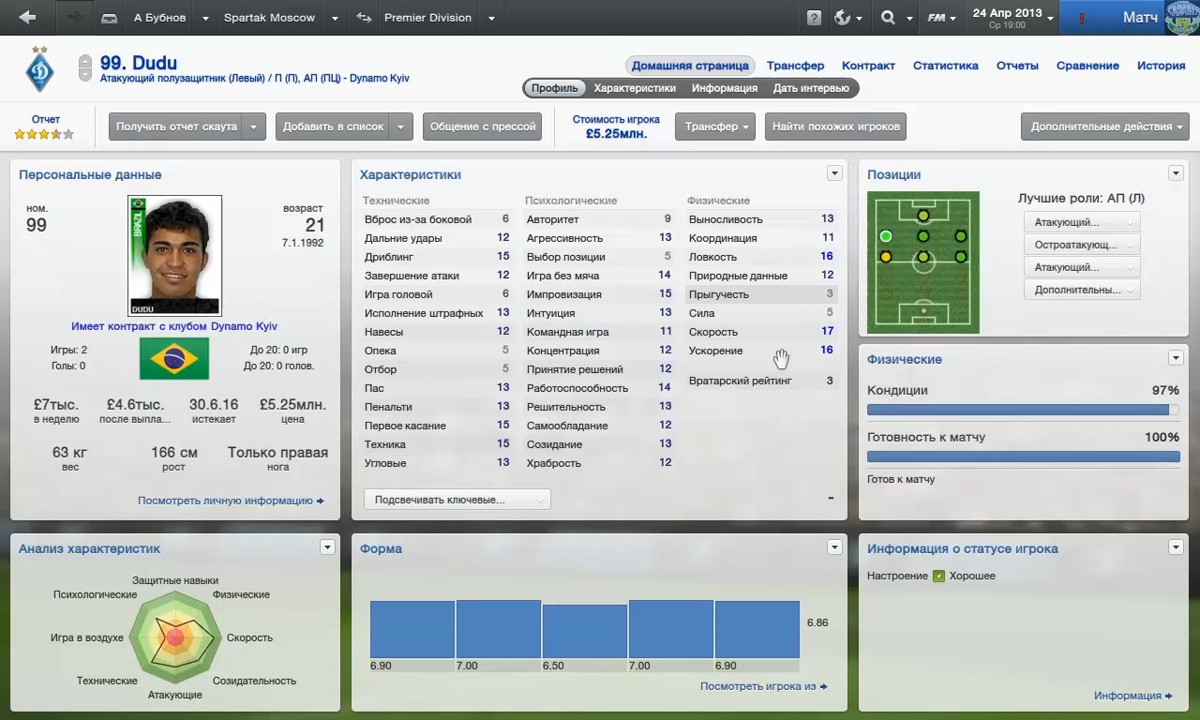 А Бубнов
Spartak Moscow
Premier Division
?
FM
24 Апр 2013
Ср 19:00
!
Матч
99. Dudu
Атакующий полузащитник (Левый) / П (П), АП (ПЦ) - Dynamo Kyiv
Домашняя страница Трансфер Контракт Статистика Отчеты Сравнение История
Профиль Характеристики Информация Дать интервью
Отчет
Получить отчет скаута
Добавить в список
Общение с прессой
Стоимость игрока
£5.25млн.
Трансфер
Найти похожих игроков
Дополнительные действия
Персональные данные
ном.
99
BRAZIL
DUDU
возраст
21
7.1.1992
Имеет контракт с клубом Dynamo Kyiv
Игры: 2
Голы: 0
До 20: 0 игр
До 20: 0 голов.
£7тыс. £4.6тыс. 30.6.16 £5.25млн.
в неделю после выпла... истекает цена
63 кг 166 см Только правая
вес рост нога
Посмотреть личную информацию
Характеристики
Технические
Вброс из-за боковой 6
Дальние удары 12
Дриблинг 15
Завершение атаки 12
Игра головой 6
Исполнение штрафных 13
Навесы 12
Опека 5
Отбор 5
Пас 13
Пенальти 13
Первое касание 15
Техника 15
Угловые 13
Психологические
Авторитет 9
Агрессивность 13
Выбор позиции 5
Игра без мяча 14
Импровизация 15
Интуиция 13
Командная игра 11
Концентрация 12
Принятие решений 12
Работоспособность 14
Решительность 13
Самообладание 12
Созидание 13
Храбрость 12
Физические
Выносливость 13
Координация 11
Ловкость 16
Природные данные 12
Прыгучесть 3
Сила 5
Скорость 17
Ускорение 16
Вратарский рейтинг 3
Подсвечивать ключевые...
-
Позиции
Лучшие роли: АП (Л)
Атакующий...
Остроатакующ...
Атакующий...
Дополнительны...
Физические
Кондиции 97%
Готовность к матчу 100%
Готов к матчу
Анализ характеристик
Защитные навыки
Психологические Физические
Игра в воздухе Скорость
Технические Созидательность
Атакующие
Форма
6.86
6.90 7.00 6.50 7.00 6.90
Посмотреть игрока из
Информация о статусе игрока
Настроение Хорошее
Информация